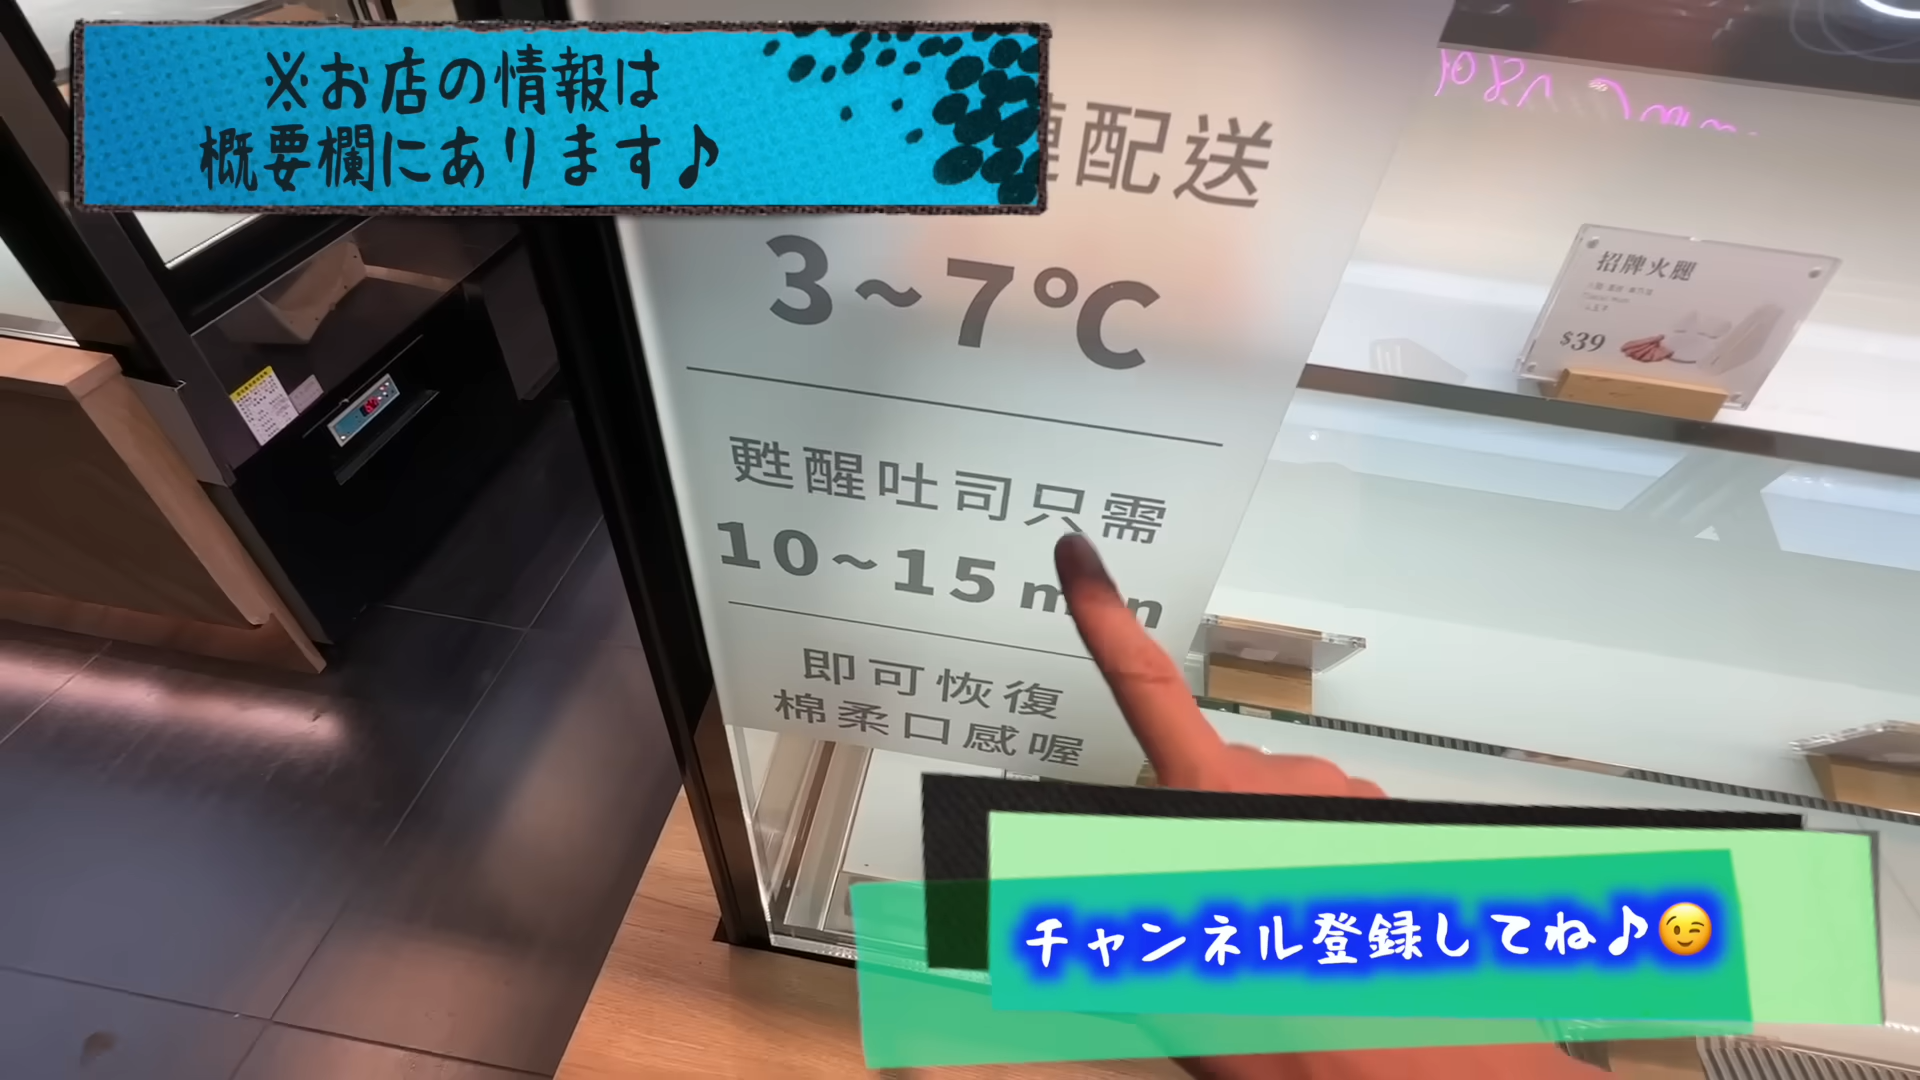 ※お店の情報は
概要欄にあります♪
配送
3~7°C
甦醒吐司只需
10~15
即可恢復
棉柔口感喔
招牌火腿
$39
チャンネル登録してね♪😉